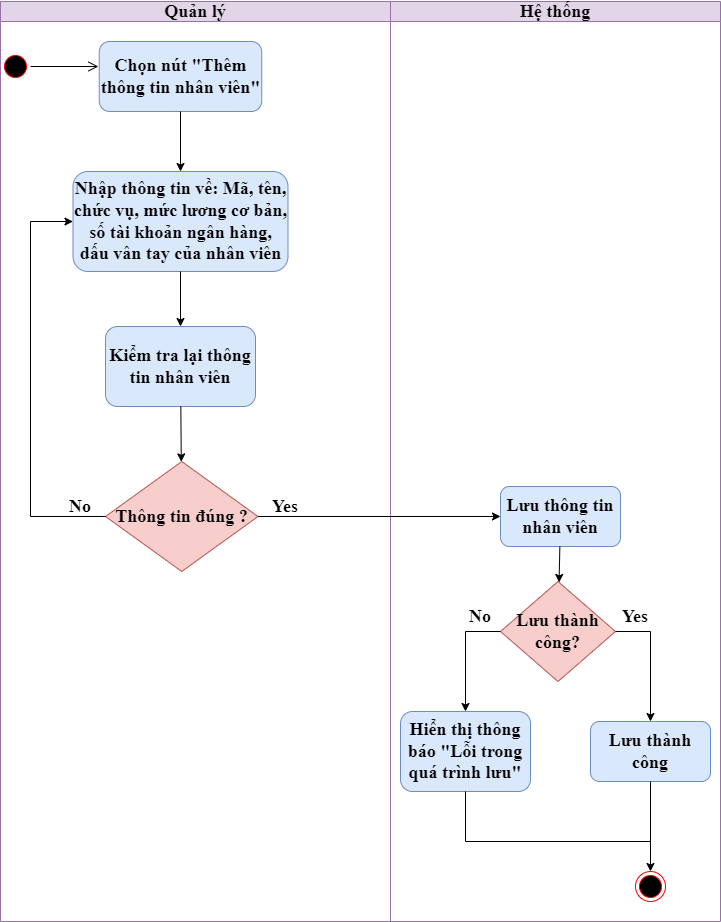 Quản lý
Hệ thống
Chọn nút "Thêm
thông tin nhân viên"
Nhập thông tin về: Mã, tên,
chức vụ, mức lương cơ bản,
số tài khoản ngân hàng,
dấu vân tay của nhân viên
Kiểm tra lại thông
tin nhân viên
Thông tin đúng ?
No
Yes
Lưu thông tin
nhân viên
Lưu thành
công?
No
Yes
Hiển thị thông
báo "Lỗi trong
quá trình lưu"
Lưu thành
công